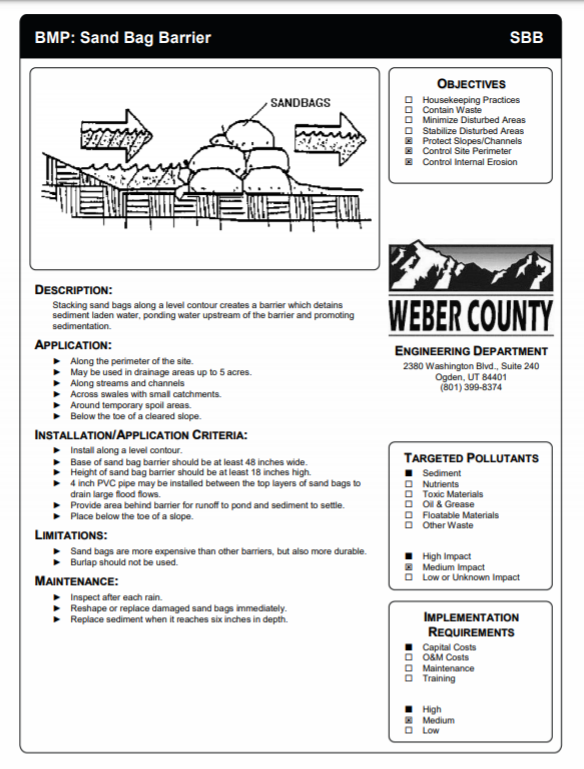 BMP: Sand Bag Barrier SBB
SANDBAGS
DESCRIPTION:
Stacking sand bags along a level contour creates a barrier which detains
sediment laden water, ponding water upstream of the barrier and promoting
sedimentation.
APPLICATION:
► Along the perimeter of the site.
► May be used in drainage areas up to 5 acres.
► Along streams and channels
► Across swales with small catchments.
► Around temporary spoil areas.
► Below the toe of a cleared slope.
INSTALLATION/APPLICATION CRITERIA:
► Install along a level contour.
► Base of sand bag barrier should be at least 48 inches wide.
► Height of sand bag barrier should be at least 18 inches high.
► 4 inch PVC pipe may be installed between the top layers of sand bags to
drain large flood flows.
► Provide area behind barrier for runoff to pond and sediment to settle.
► Place below the toe of a slope.
LIMITATIONS:
► Sand bags are more expensive than other barriers, but also more durable.
► Burlap should not be used.
MAINTENANCE:
► Inspect after each rain.
► Reshape or replace damaged sand bags immediately.
► Replace sediment when it reaches six inches in depth.
OBJECTIVES
☐ Housekeeping Practices
☐ Contain Waste
☐ Minimize Disturbed Areas
☐ Stabilize Disturbed Areas
☒ Protect Slopes/Channels
☒ Control Site Perimeter
☒ Control Internal Erosion
WEBER COUNTY
ENGINEERING DEPARTMENT
2380 Washington Blvd., Suite 240
Ogden, UT 84401
(801) 399-8374
TARGETED POLLUTANTS
■ Sediment
☐ Nutrients
☐ Toxic Materials
☐ Oil & Grease
☐ Floatable Materials
☐ Other Waste
■ High Impact
☒ Medium Impact
☐ Low or Unknown Impact
IMPLEMENTATION
REQUIREMENTS
■ Capital Costs
☐ O&M Costs
☐ Maintenance
☐ Training
■ High
☒ Medium
☐ Low